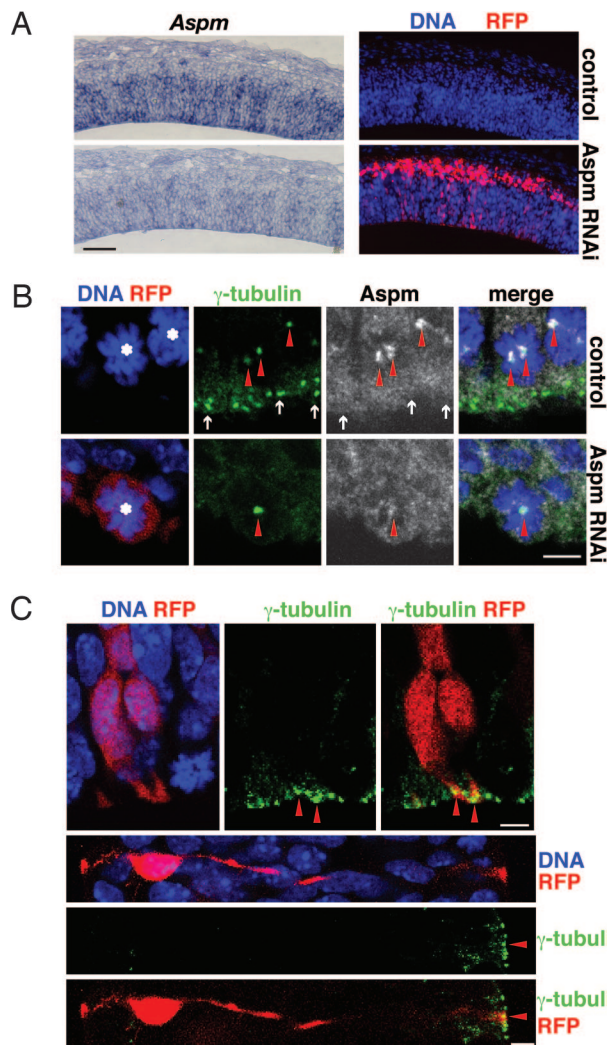 A
Aspm
DNA RFP
control
Aspm RNAi
B
DNA RFP
γ-tubulin
Aspm
merge
control
Aspm RNAi
C
DNA RFP
γ-tubulin
γ-tubulin RFP
DNA
RFP
γ-tubul
γ-tubul
RFP